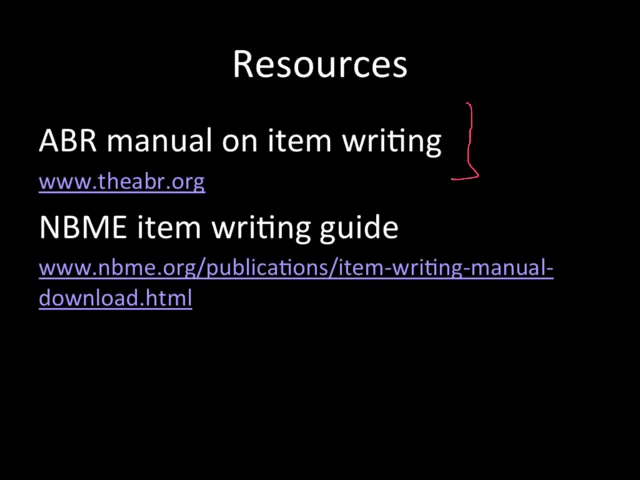 Resources
ABR manual on item writing
www.theabr.org
NBME item writing guide
www.nbme.org/publications/item-writing-manual-
download.html